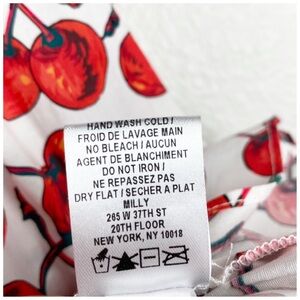 HAND WASH COLD /
FROID DE LAVAGE MAIN
NO BLEACH / AUCUN
AGENT DE BLANCHIMENT
DO NOT IRON /
NE REPASSEZ PAS
DRY FLAT / SECHER A PLAT
MILLY
265 W 37TH ST
20TH FLOOR
NEW YORK, NY 10018